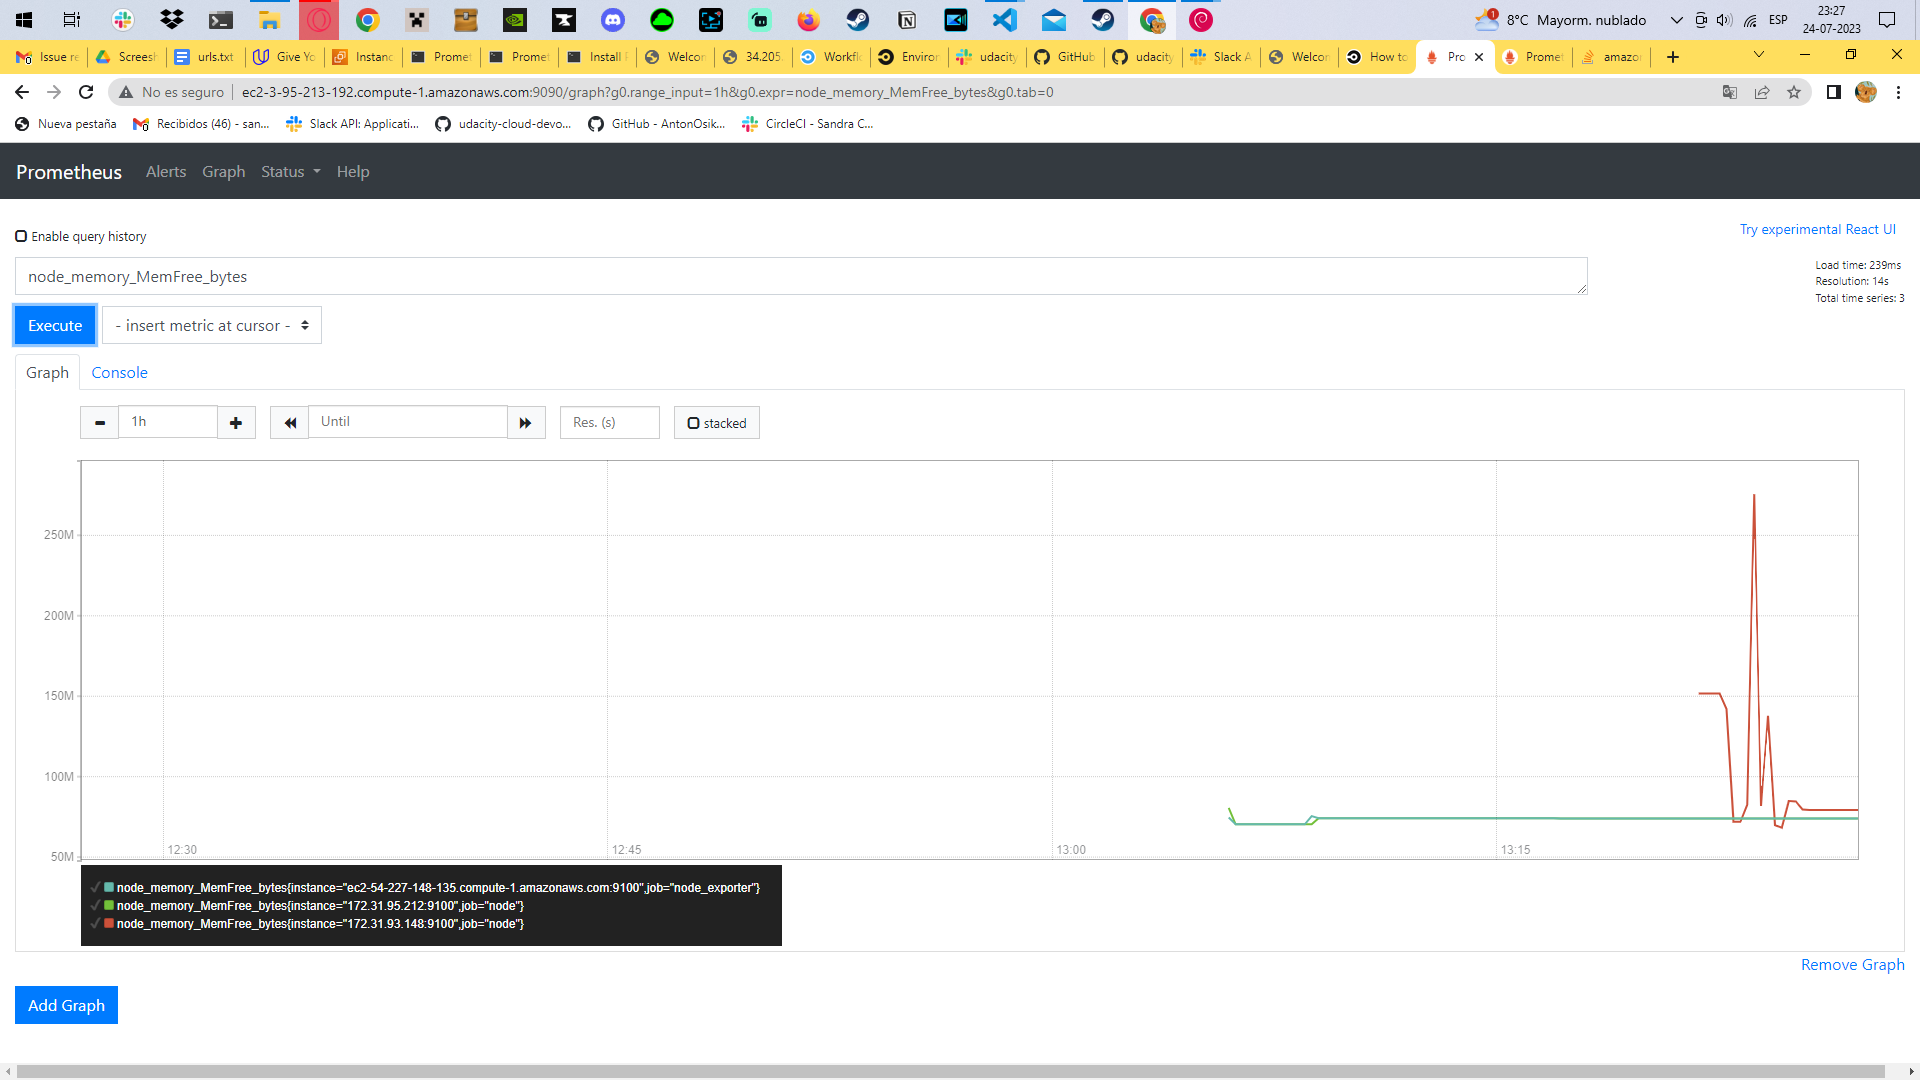 8°C Mayorm. nublado
ESP
23:27
24-07-2023
1
Issue re
Screesh
urls.txt
Give Yo
Instanc
Promet
Promet
Install
Welcon
34.205.
Workflo
Environ
udacity
GitHub
udacity
Slack A
Welcon
How to
Pro
Promet
amazon
No es seguro
ec2-3-95-213-192.compute-1.amazonaws.com:9090/graph?g0.range_input=1h&g0.expr=node_memory_MemFree_bytes&g0.tab=0
Nueva pestaña
Recibidos (46) - san...
Slack API: Applicati...
udacity-cloud-devo...
GitHub - AntonOsik...
CircleCI - Sandra C...
Prometheus
Alerts
Graph
Status
Help
Enable query history
Try experimental React UI
node_memory_MemFree_bytes
Load time: 239ms
Resolution: 14s
Total time series: 3
Execute
- insert metric at cursor -
Graph
Console
1h
Until
Res. (s)
stacked
250M
200M
150M
100M
50M
12:30
12:45
13:00
13:15
node_memory_MemFree_bytes{instance="ec2-54-227-148-135.compute-1.amazonaws.com:9100",job="node_exporter"}
node_memory_MemFree_bytes{instance="172.31.95.212:9100",job="node"}
node_memory_MemFree_bytes{instance="172.31.93.148:9100",job="node"}
Remove Graph
Add Graph